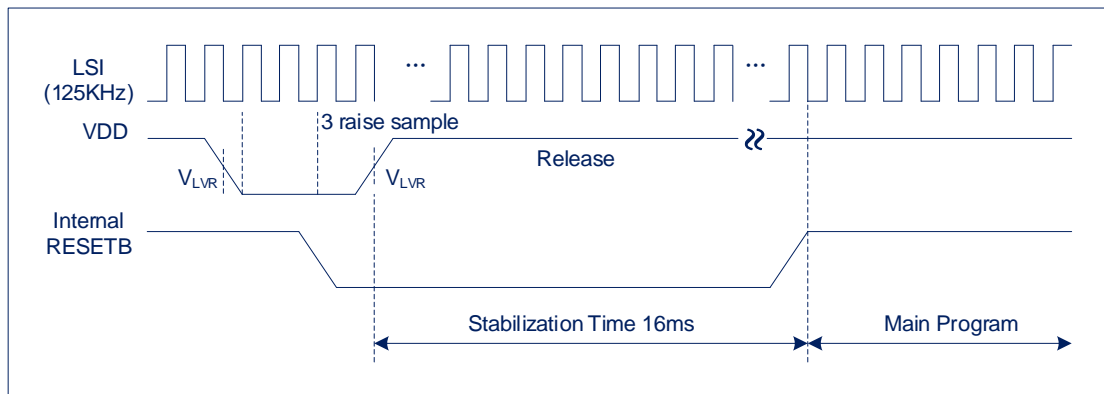 LSI
(125KHz)
... ...
3 raise sample
VDD
Release
VLVR VLVR
Internal
RESETB
Stabilization Time 16ms Main Program